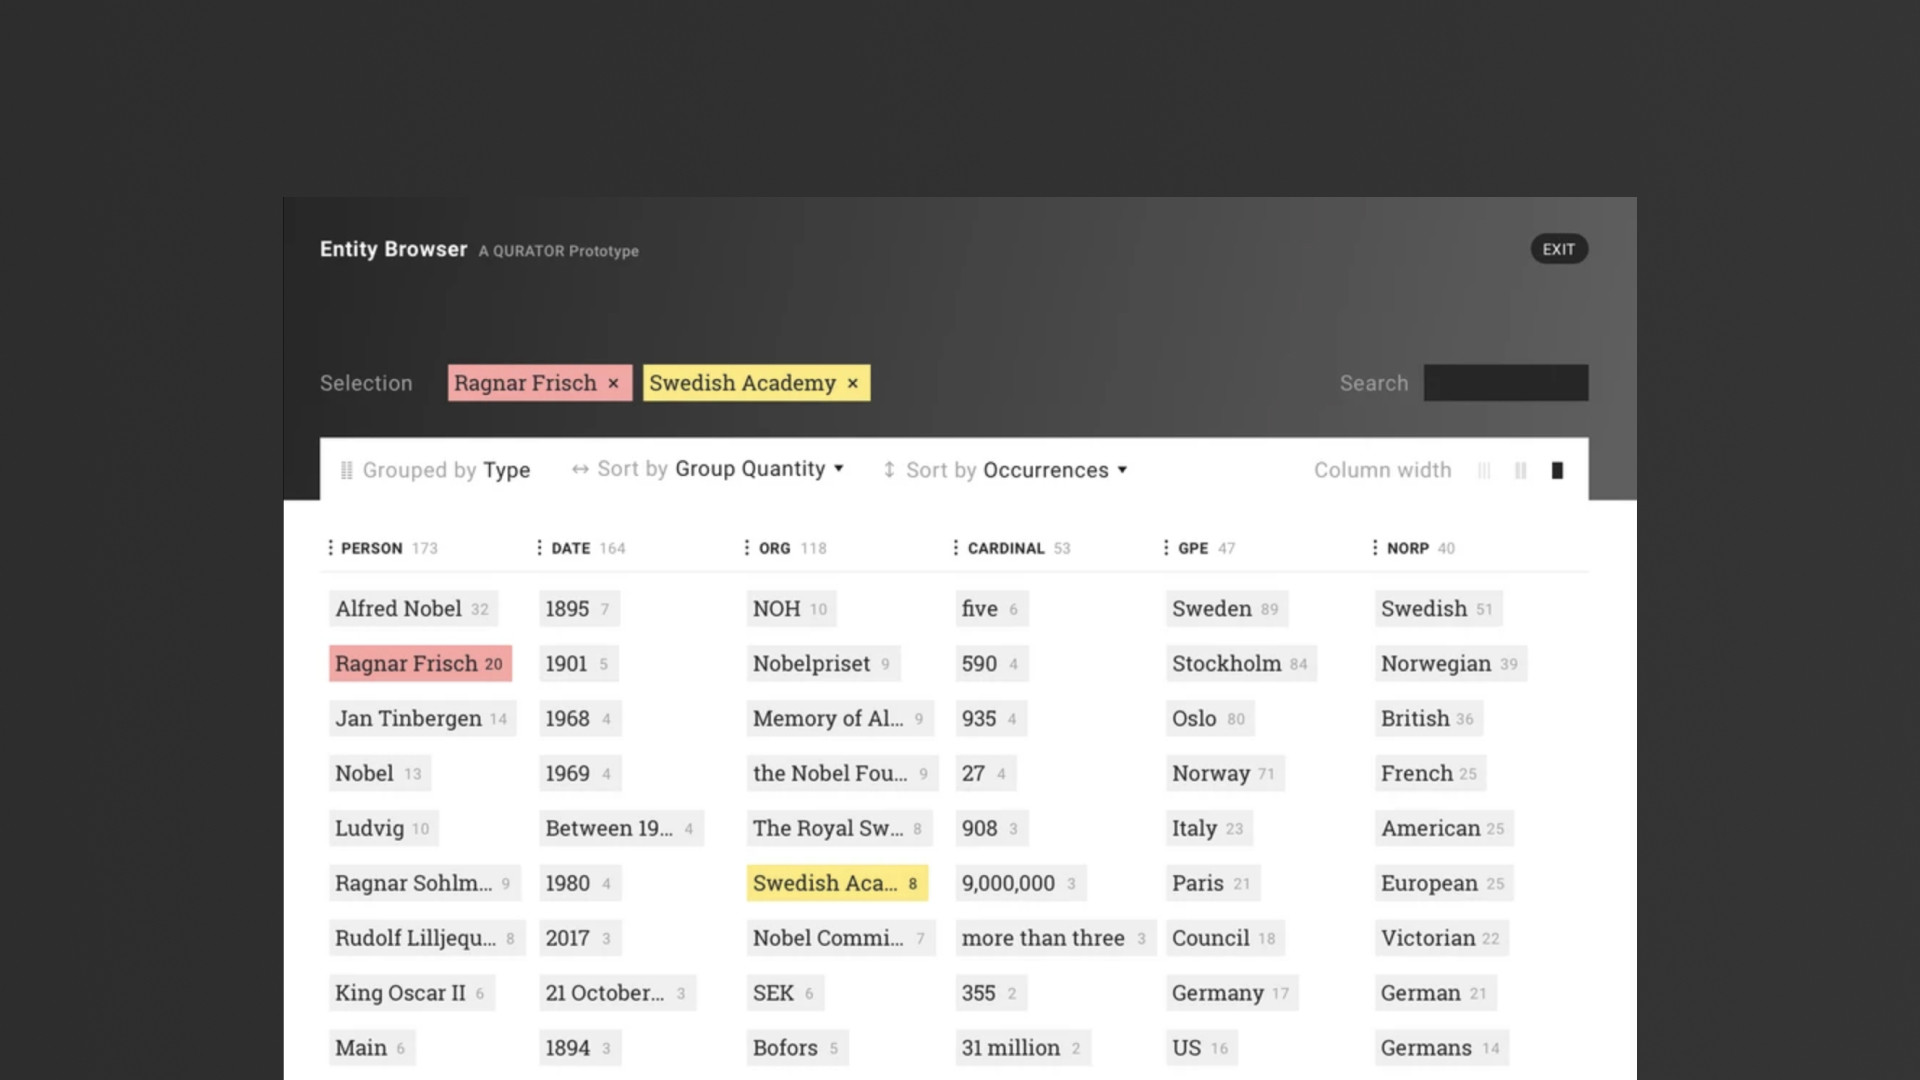 Entity Browser A QURATOR Prototype EXIT
Selection Ragnar Frisch × Swedish Academy × Search
Grouped by Type ↔ Sort by Group Quantity ▾ ↕ Sort by Occurrences ▾ Column width
PERSON 173 DATE 164 ORG 118 CARDINAL 53 GPE 47 NORP 40
Alfred Nobel 32 1895 7 NOH 10 five 6 Sweden 89 Swedish 51
Ragnar Frisch 20 1901 5 Nobelpriset 9 590 4 Stockholm 84 Norwegian 39
Jan Tinbergen 14 1968 4 Memory of Al... 9 935 4 Oslo 80 British 36
Nobel 13 1969 4 the Nobel Fou... 9 27 4 Norway 71 French 25
Ludvig 10 Between 19... 4 The Royal Sw... 8 908 3 Italy 23 American 25
Ragnar Sohlm... 9 1980 4 Swedish Aca... 8 9,000,000 3 Paris 21 European 25
Rudolf Lilljequ... 8 2017 3 Nobel Commi... 7 more than three 3 Council 18 Victorian 22
King Oscar II 6 21 October... 3 SEK 6 355 2 Germany 17 German 21
Main 6 1894 3 Bofors 5 31 million 2 US 16 Germans 14